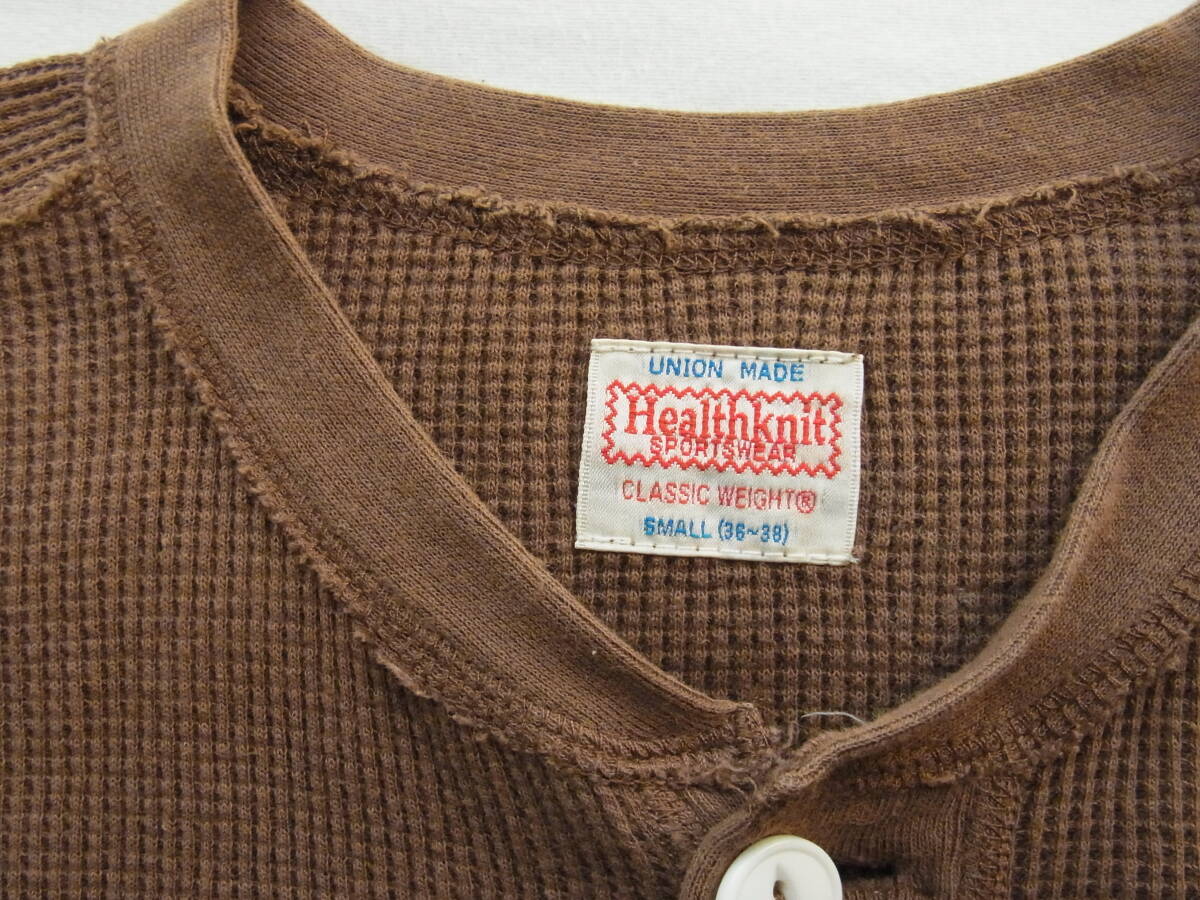 UNION MADE
Healthknit
SPORTSWEAR
CLASSIC WEIGHT®
SMALL (36~38)